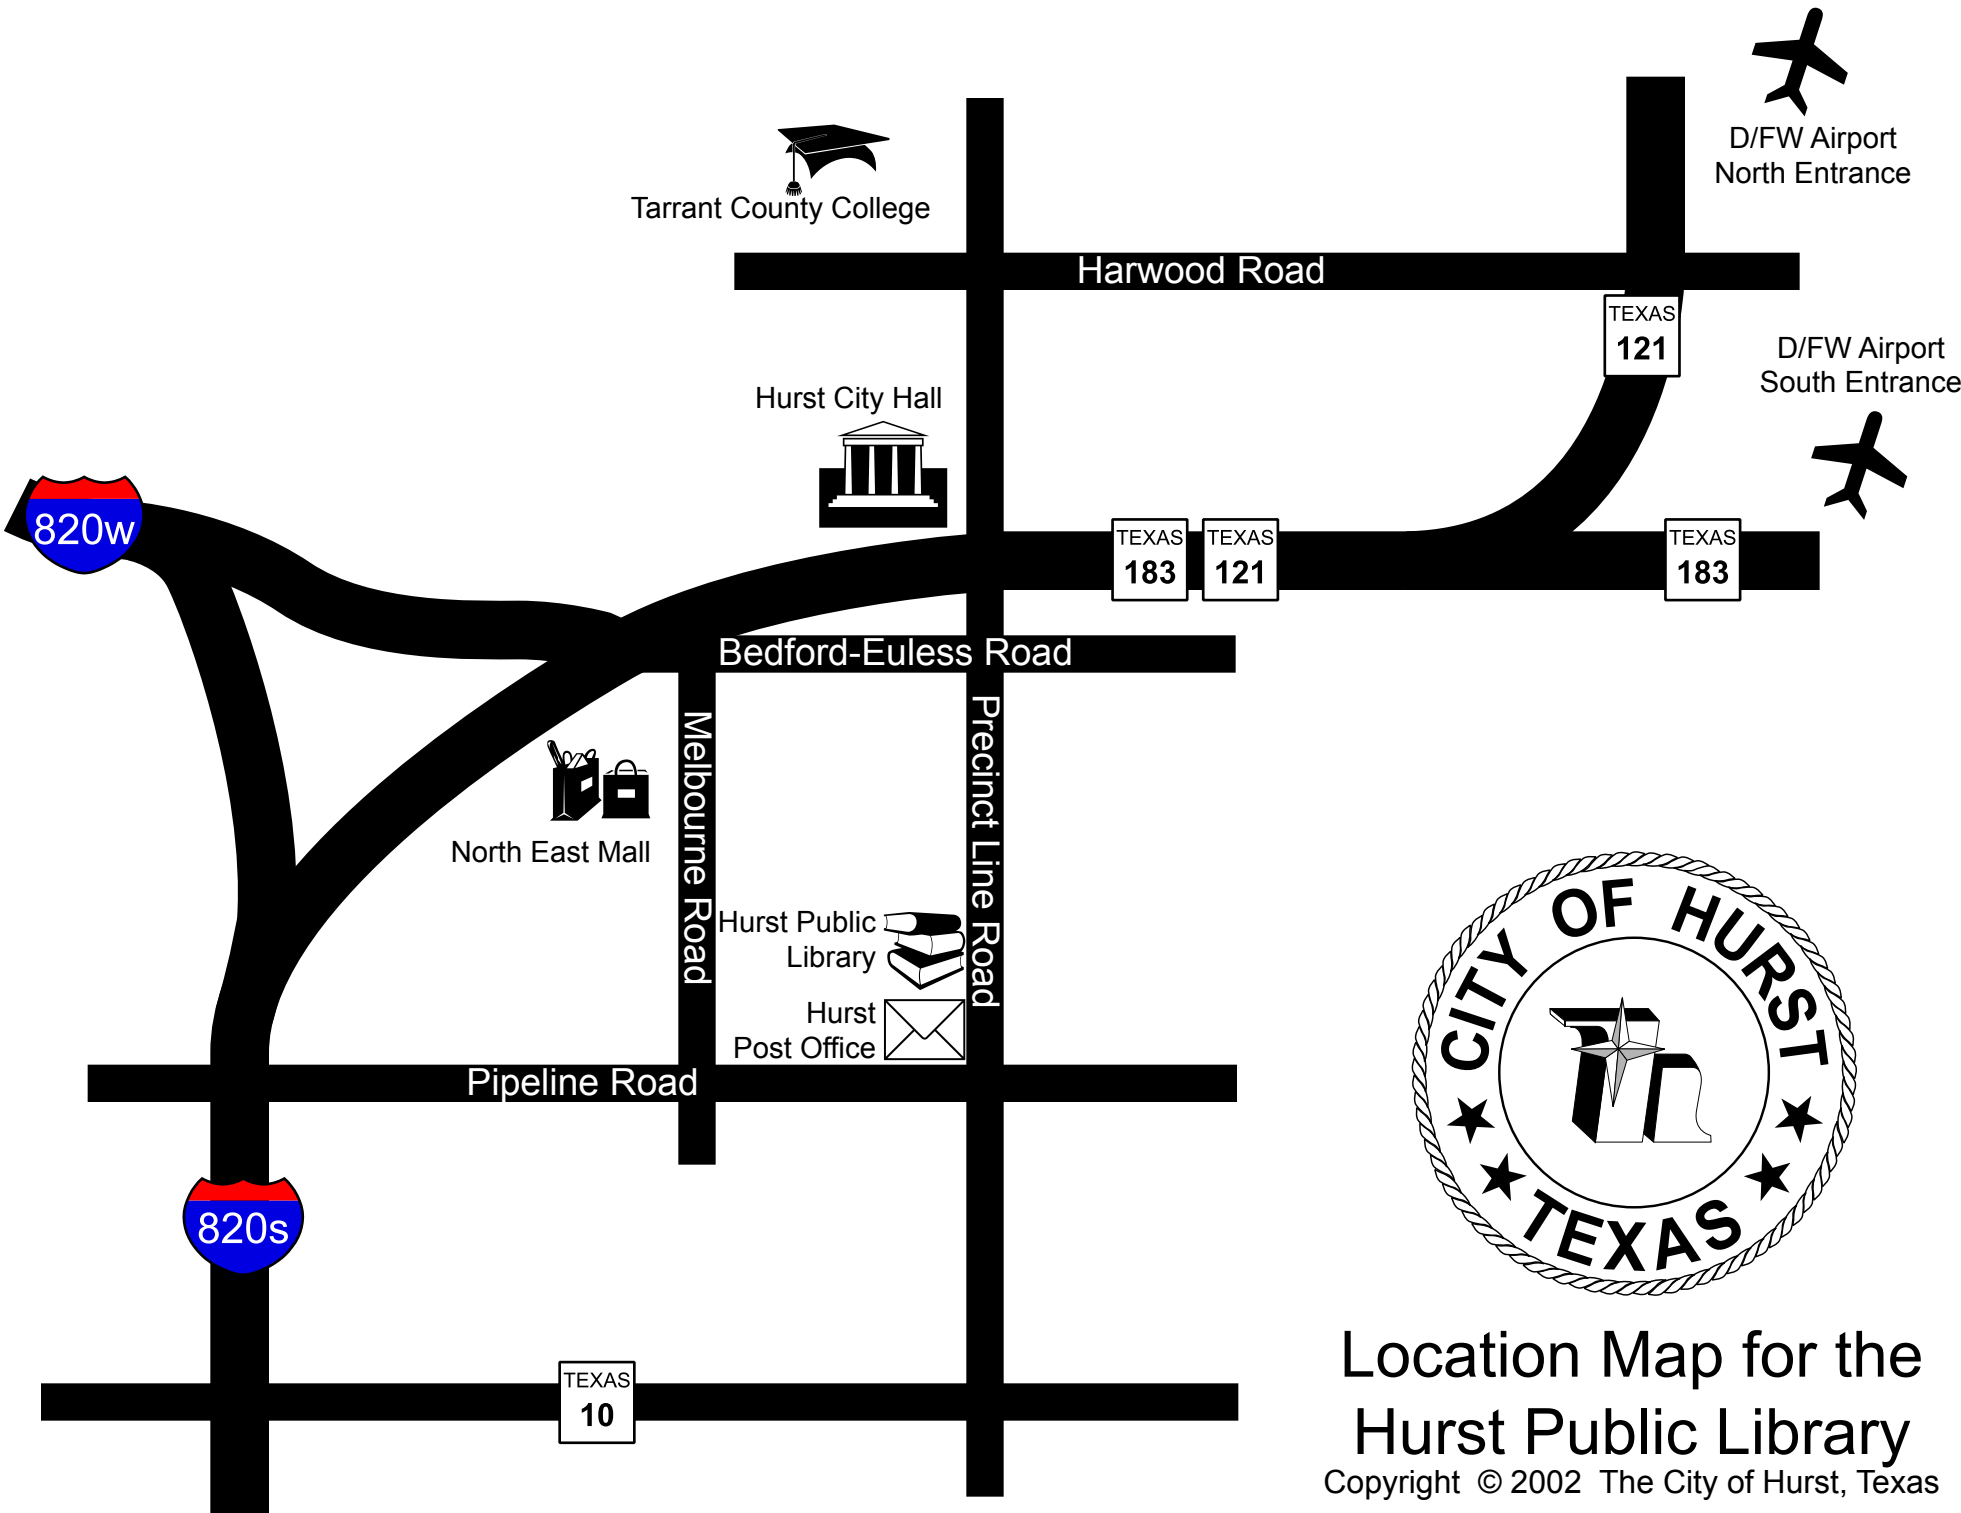 D/FW Airport
North Entrance
Tarrant County College
Harwood Road
TEXAS
121
D/FW Airport
South Entrance
Hurst City Hall
820w
TEXAS
183
TEXAS
121
TEXAS
183
Bedford-Euless Road
Melbourne Road
Precinct Line Road
North East Mall
Hurst Public
Library
Hurst
Post Office
Pipeline Road
820s
TEXAS
10
CITY OF HURST
TEXAS
Location Map for the
Hurst Public Library
Copyright © 2002 The City of Hurst, Texas